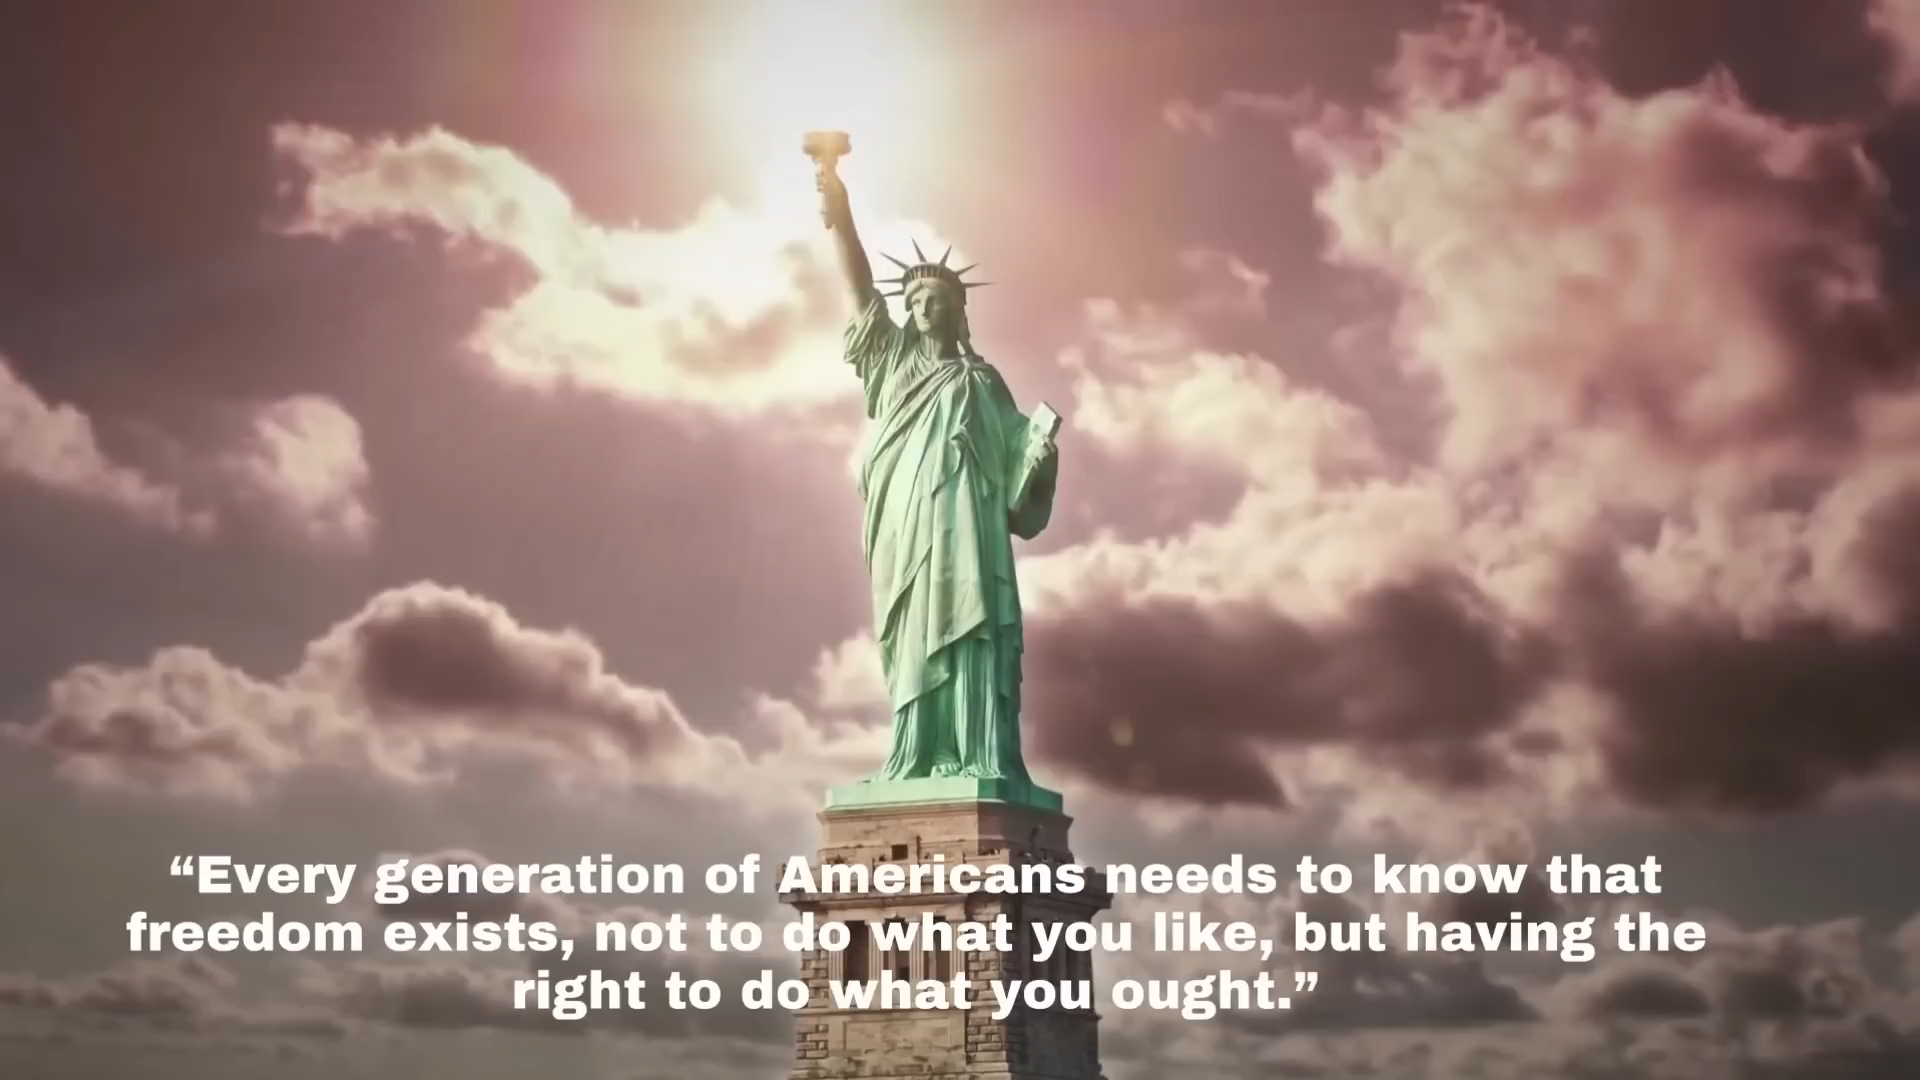 “Every generation of Americans needs to know that
freedom exists, not to do what you like, but having the
right to do what you ought.”